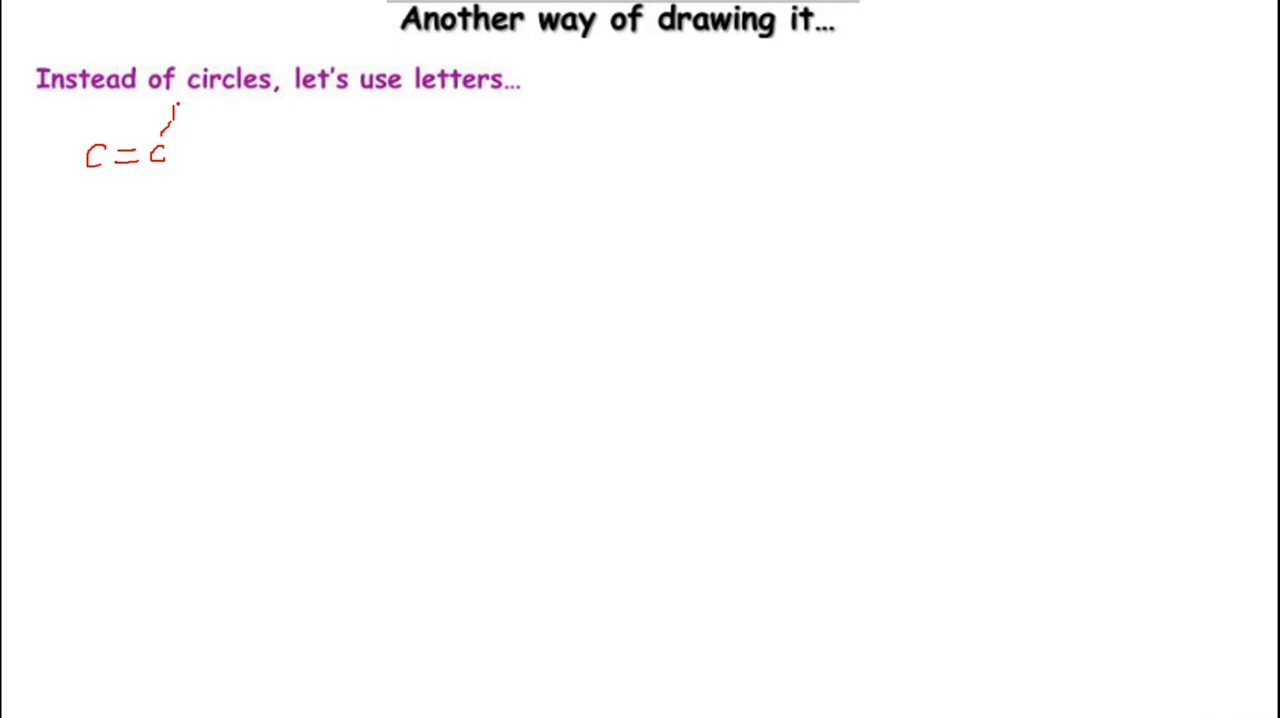 Another way of drawing it...
Instead of circles, let's use letters...
C = C